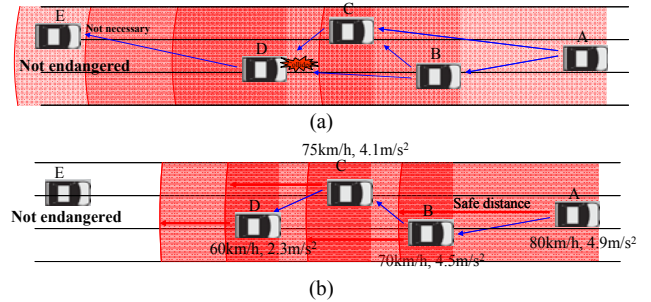 E
Not necessary
C
A
D
B
Not endangered
(a)
75km/h, 4.1m/s²
E
C
Safe distance
A
D
B
Not endangered
60km/h, 2.3m/s²
70km/h, 4.5m/s²
80km/h, 4.9m/s²
(b)